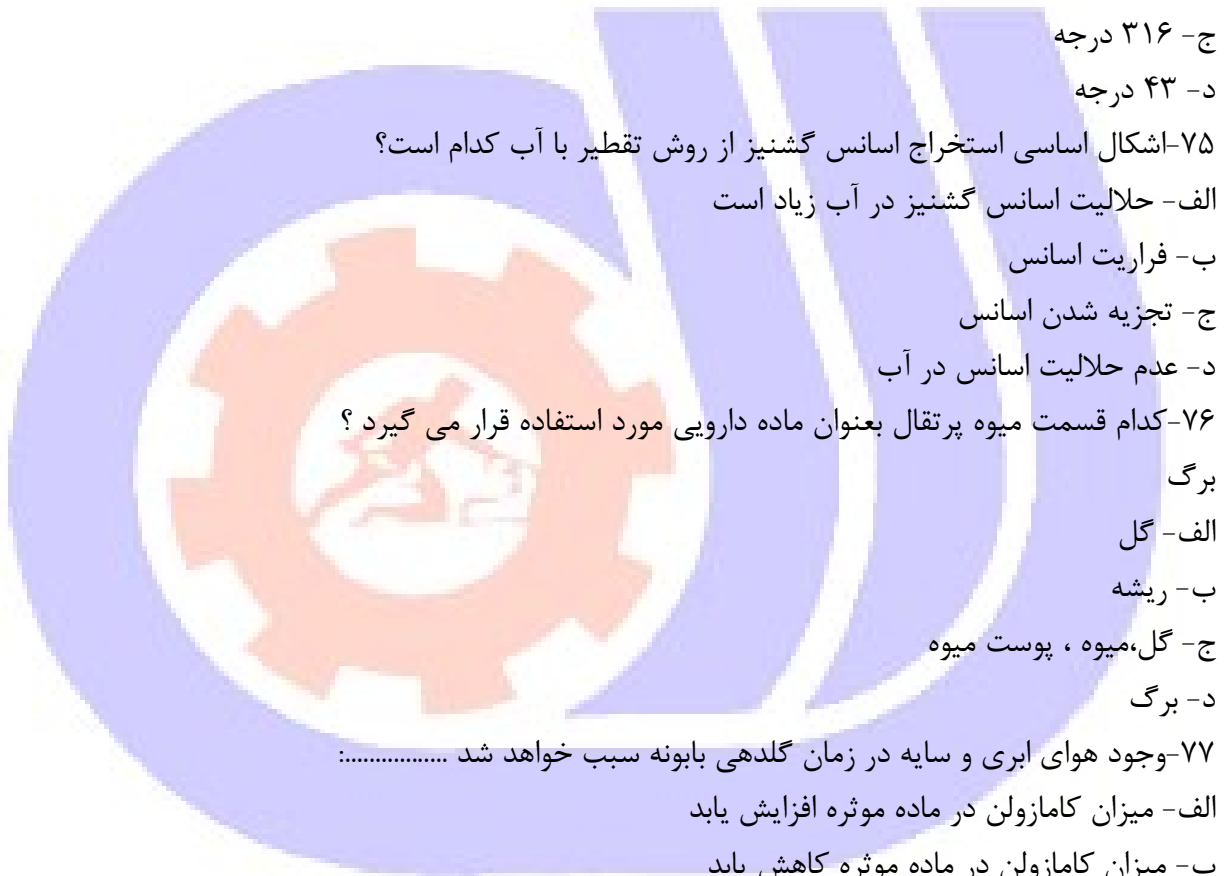 ج- ۳۱۶ درجه
د- ۴۳ درجه
۷۵-اشکال اساسی استخراج اسانس گشنیز از روش تقطیر با آب کدام است؟
الف- حلالیت اسانس گشنیز در آب زیاد است
ب- فراریت اسانس
ج- تجزیه شدن اسانس
د- عدم حلالیت اسانس در آب
۷۶-کدام قسمت میوه پرتقال بعنوان ماده دارویی مورد استفاده قرار می گیرد ؟
برگ
الف- گل
ب- ریشه
ج- گل،میوه ، پوست میوه
د- برگ
۷۷-وجود هوای ابری و سایه در زمان گلدهی بابونه سبب خواهد شد .................:
الف- میزان کامازولن در ماده موثره افزایش یابد
ب- میزان کامازولن در ماده موثره کاهش یابد